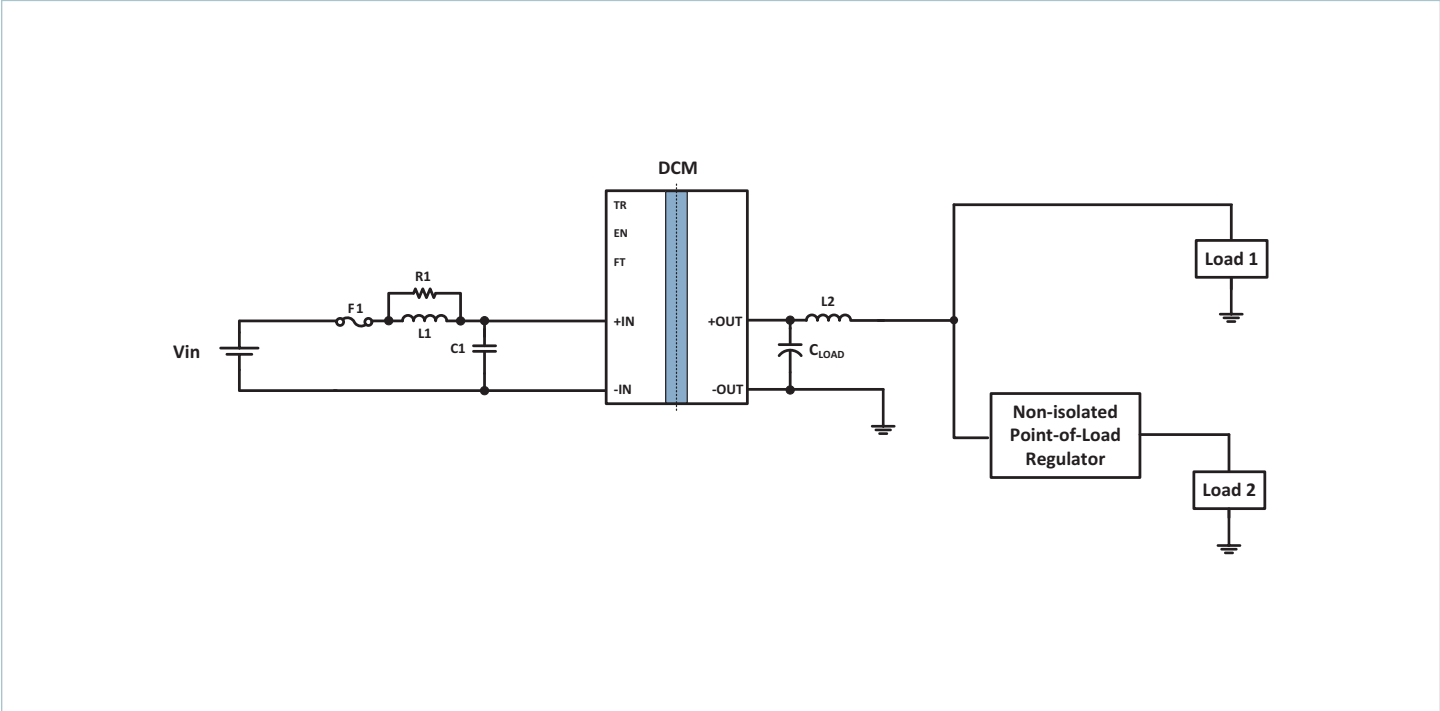 DCM
TR
EN
FT
R1
F1
L1
C1
Vin
+IN
-IN
+OUT
-OUT
L2
CLOAD
Load 1
Non-isolated
Point-of-Load
Regulator
Load 2